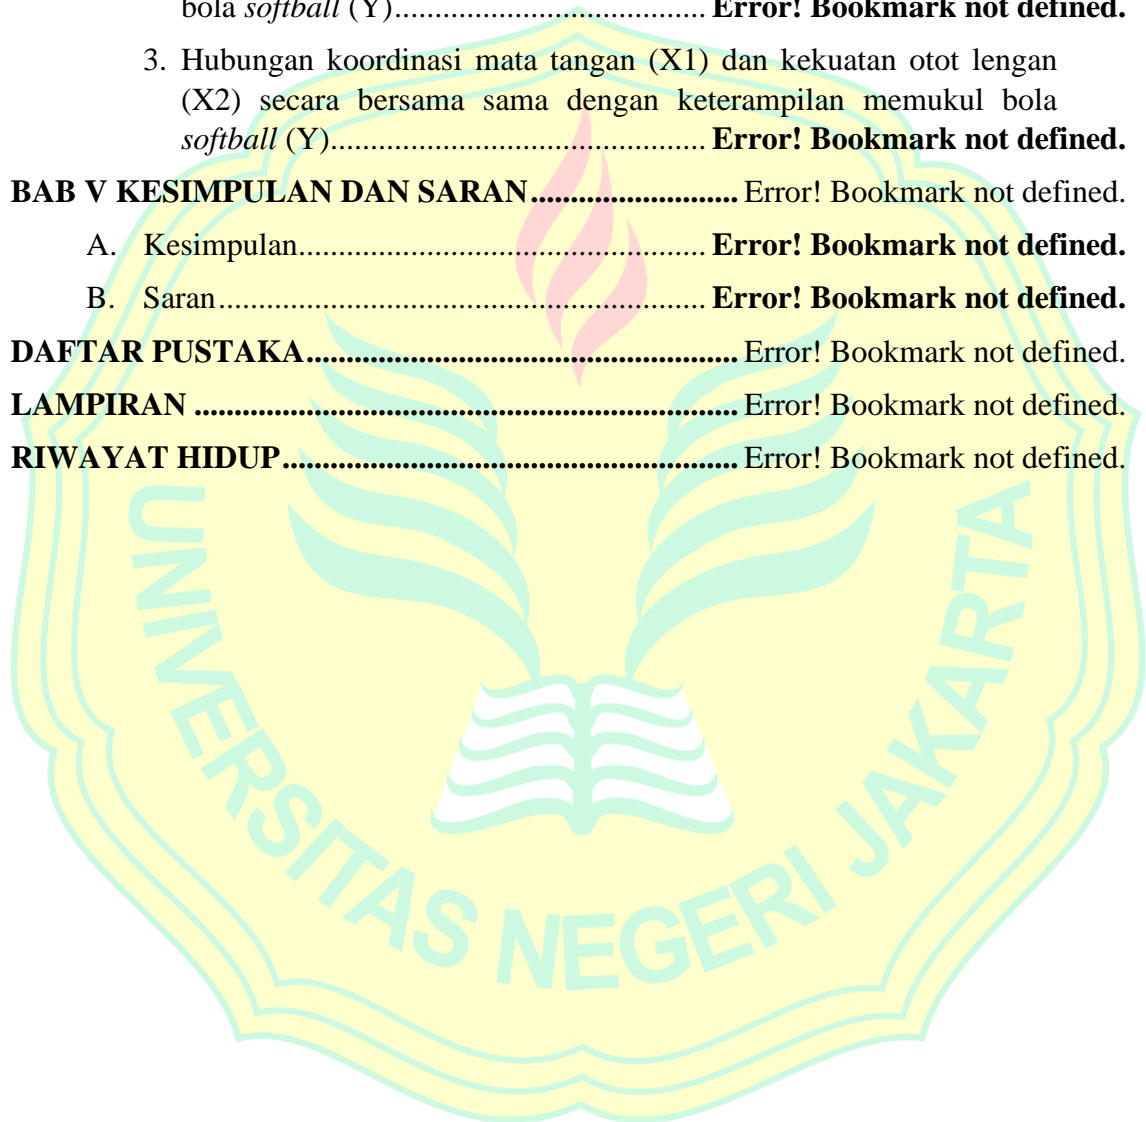 bola softball (Y)....................................... Error! Bookmark not defined.
3. Hubungan koordinasi mata tangan (X1) dan kekuatan otot lengan
(X2) secara bersama sama dengan keterampilan memukul bola
softball (Y)............................................... Error! Bookmark not defined.
BAB V KESIMPULAN DAN SARAN.......................... Error! Bookmark not defined.
A. Kesimpulan................................................... Error! Bookmark not defined.
B. Saran............................................................. Error! Bookmark not defined.
DAFTAR PUSTAKA....................................................... Error! Bookmark not defined.
LAMPIRAN ..................................................................... Error! Bookmark not defined.
RIWAYAT HIDUP.......................................................... Error! Bookmark not defined.
UNIVERSITAS NEGERI JAKARTA